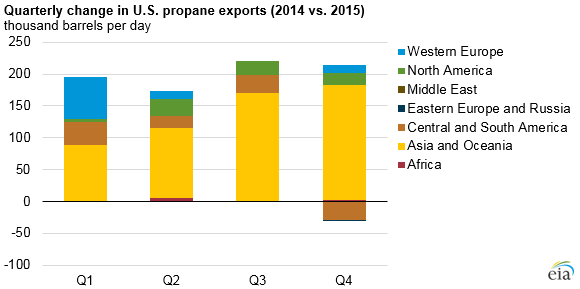 Quarterly change in U.S. propane exports (2014 vs. 2015)
thousand barrels per day
250
200
150
100
50
0
-50
-100
Q1 Q2 Q3 Q4
Western Europe
North America
Middle East
Eastern Europe and Russia
Central and South America
Asia and Oceania
Africa
eia